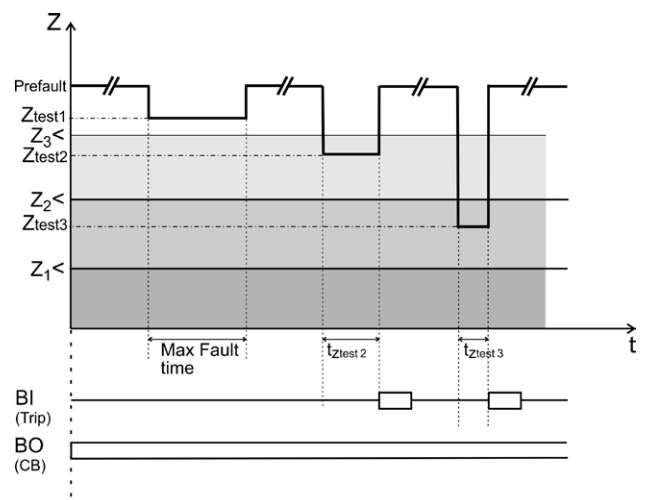 Z
Prefault
Ztest1
Z3<
Ztest2
Z2<
Ztest3
Z1<
t
Max Fault
time
tZtest 2
tZtest 3
BI
(Trip)
BO
(CB)